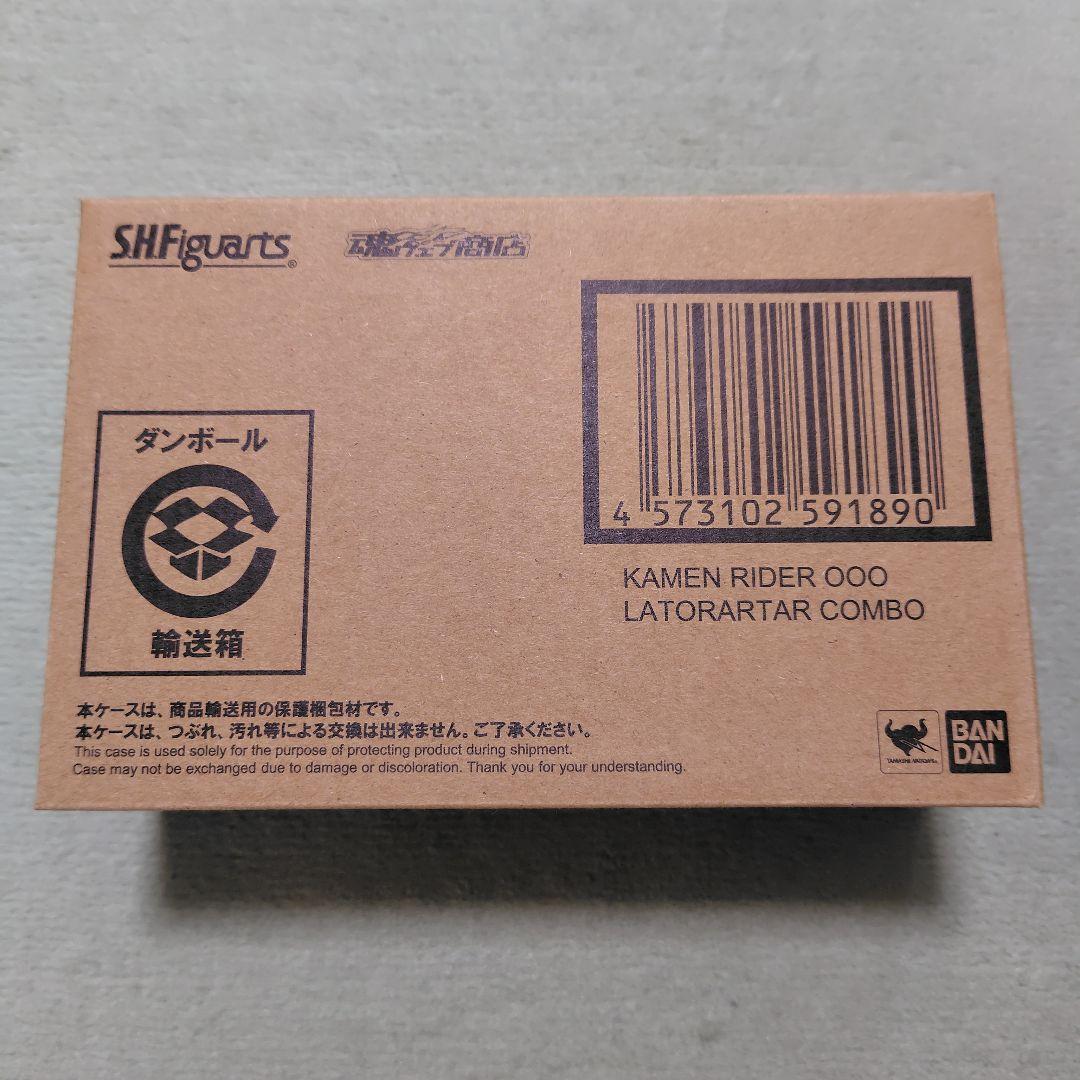 S.H.Figuarts®
魂ウェブ商店
4 573102 591890
KAMEN RIDER OOO
LATORARTAR COMBO
ダンボール
輸送箱
本ケースは、商品輸送用の保護梱包材です。
本ケースは、つぶれ、汚れ等による交換は出来ません。ご了承ください。
This case is used solely for the purpose of protecting product during shipment.
Case may not be exchanged due to damage or discoloration. Thank you for your understanding.
TAMASHII NATIONS
BAN
DAI